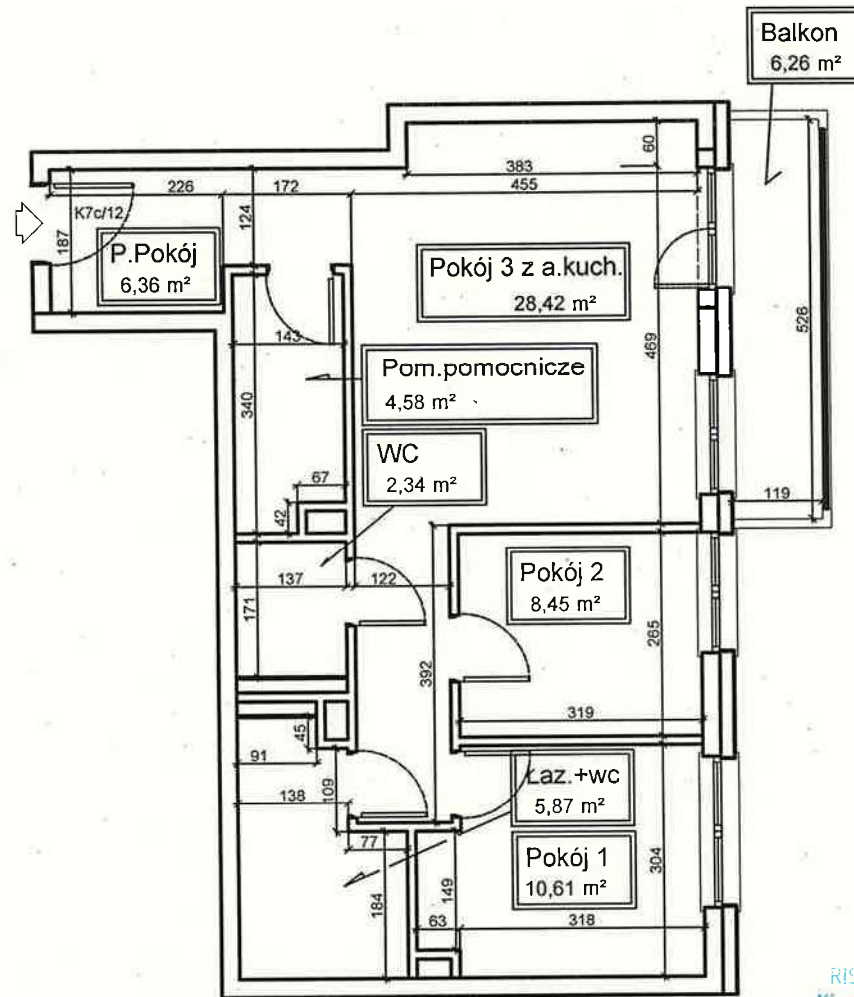 Balkon
6,26 m²
60
383
226
172
455
K7c/12
124
187
P.Pokój
6,36 m²
Pokój 3 z a.kuch.
28,42 m²
526
143
469
Pom.pomocnicze
4,58 m²
340
WC
2,34 m²
67
42
119
Pokój 2
8,45 m²
137
122
171
265
392
319
45
91
Łaz.+wc
5,87 m²
138
109
77
Pokój 1
10,61 m²
304
184
149
63
318
RIS